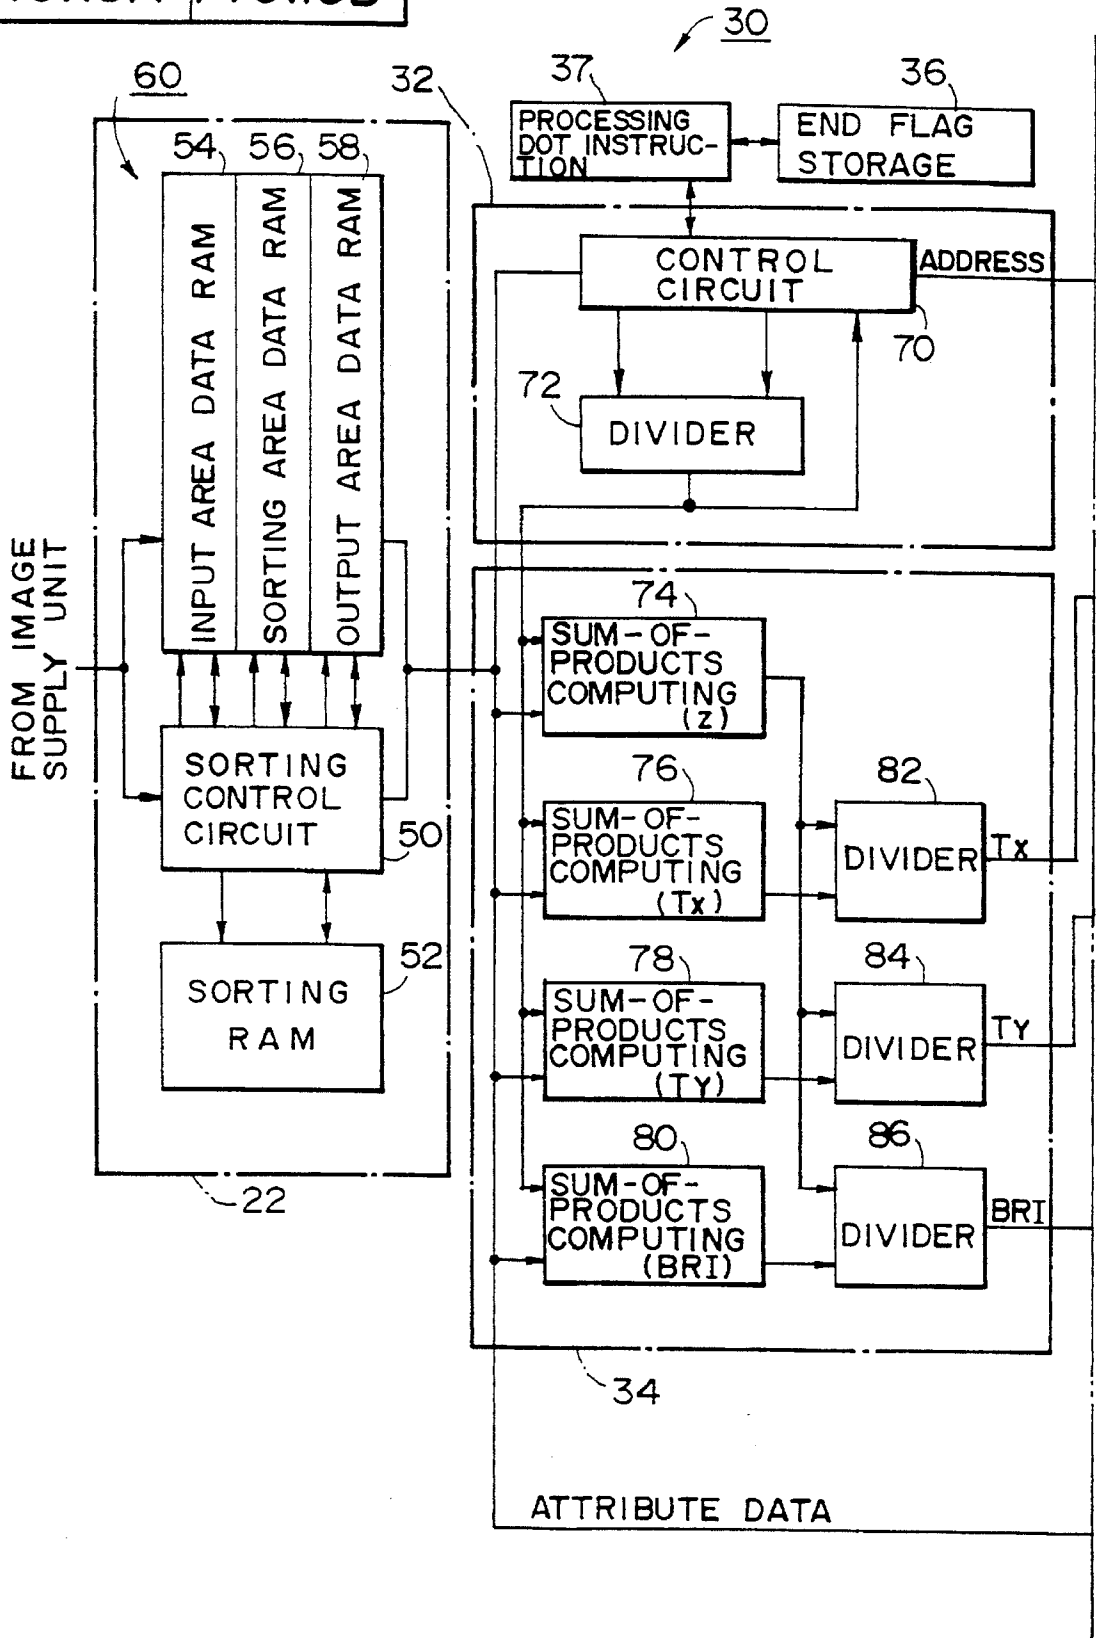 30
60
32
37
36
PROCESSING
DOT INSTRUC-
TION
END FLAG
STORAGE
54
56
58
INPUT AREA DATA RAM
SORTING AREA DATA RAM
OUTPUT AREA DATA RAM
CONTROL
CIRCUIT
ADDRESS
70
72
DIVIDER
FROM IMAGE
SUPPLY UNIT
74
SUM-OF-
PRODUCTS
COMPUTING
(z)
SORTING
CONTROL
CIRCUIT
50
76
SUM-OF-
PRODUCTS
COMPUTING
(Tx)
82
DIVIDER
Tx
52
SORTING
RAM
78
SUM-OF-
PRODUCTS
COMPUTING
(TY)
84
DIVIDER
TY
80
SUM-OF-
PRODUCTS
COMPUTING
(BRI)
86
DIVIDER
BRI
22
34
ATTRIBUTE DATA